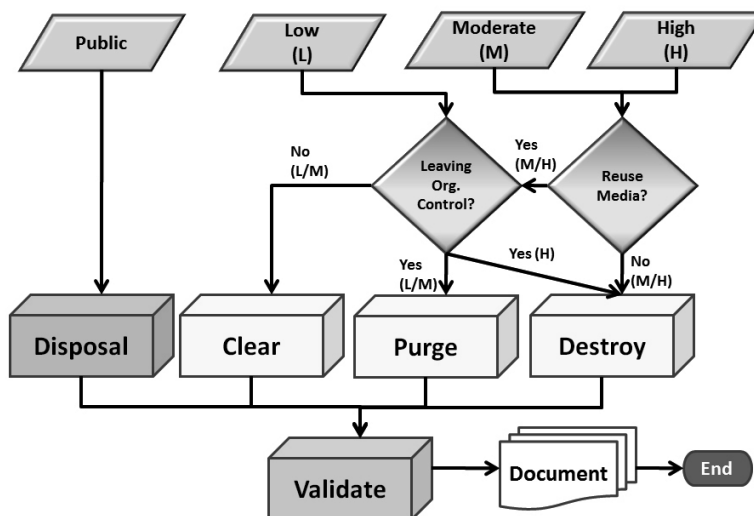 Public
Low
(L)
Moderate
(M)
High
(H)
No
(L/M)
Leaving
Org.
Control?
Yes
(M/H)
Reuse
Media?
Yes
(L/M)
Yes (H)
No
(M/H)
Disposal
Clear
Purge
Destroy
Validate
Document
End